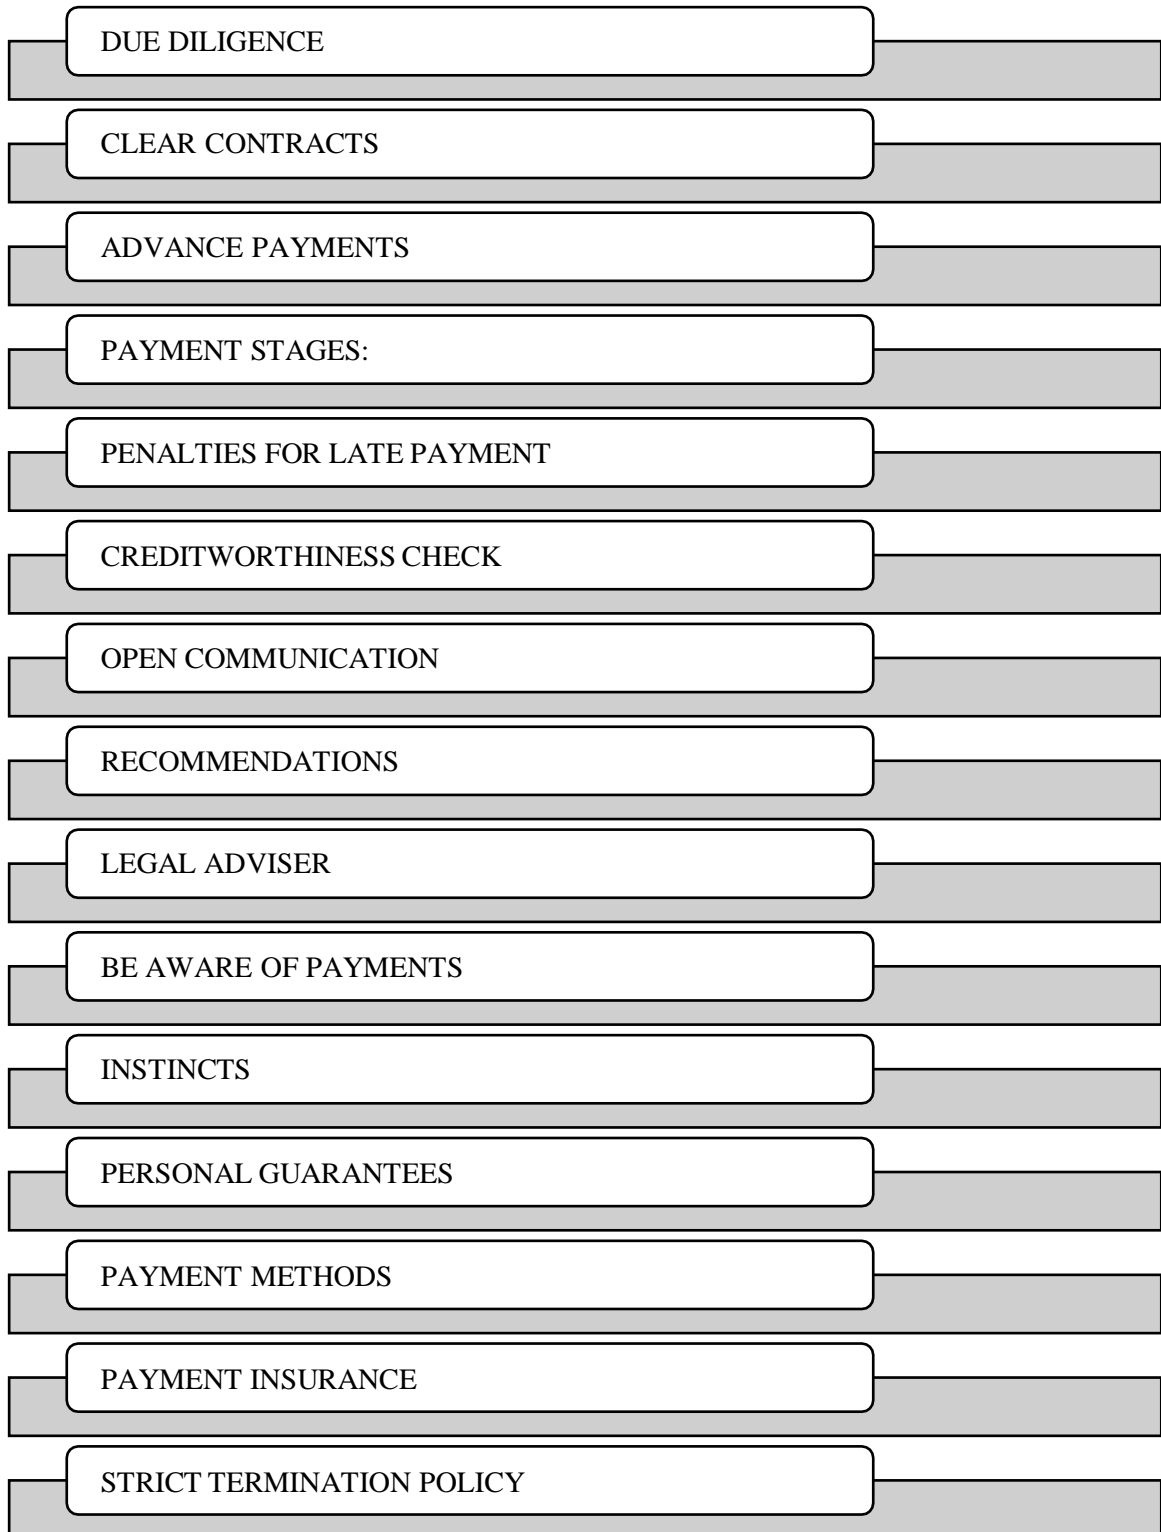 DUE DILIGENCE
CLEAR CONTRACTS
ADVANCE PAYMENTS
PAYMENT STAGES:
PENALTIES FOR LATE PAYMENT
CREDITWORTHINESS CHECK
OPEN COMMUNICATION
RECOMMENDATIONS
LEGAL ADVISER
BE AWARE OF PAYMENTS
INSTINCTS
PERSONAL GUARANTEES
PAYMENT METHODS
PAYMENT INSURANCE
STRICT TERMINATION POLICY